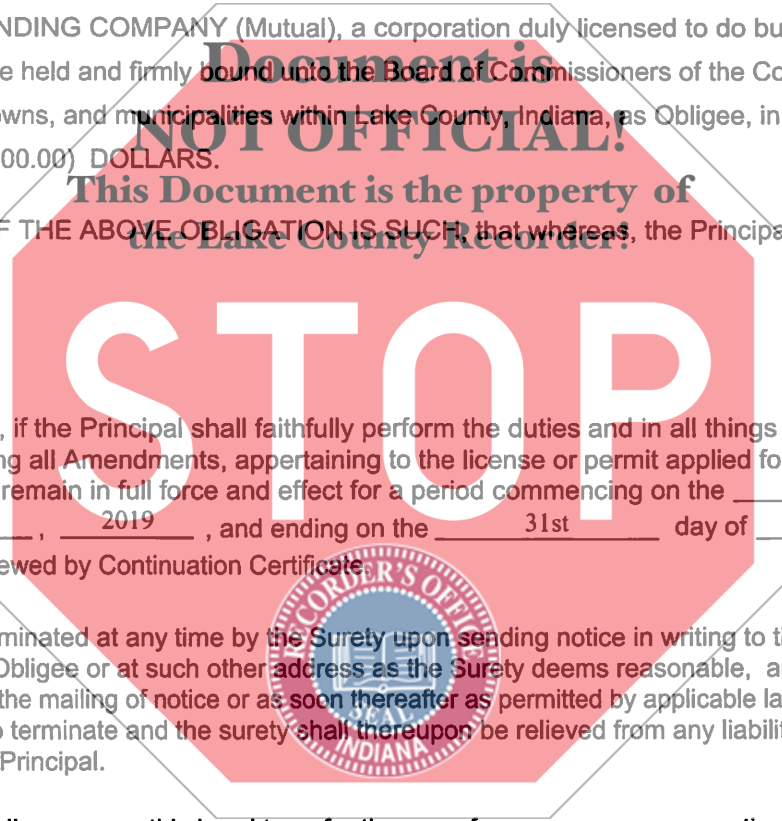 NDING COMPANY (Mutual), a corporation duly licensed to do bu
Document is
e held and firmly bound unto the Board of Commissioners of the Co
owns, and municipalities within Lake County, Indiana, as Obligee, in
NOT OFFICIAL!
00.00) DOLLARS.
This Document is the property of
F THE ABOVE OBLIGATION IS SUCH, that whereas, the Principa
the Lake County Recorder!
STOP
, if the Principal shall faithfully perform the duties and in all things
ng all Amendments, appertaining to the license or permit applied fo
remain in full force and effect for a period commencing on the
, 2019 , and ending on the 31st day of
ewed by Continuation Certificate.
RECORDER'S OFFICE
minated at any time by the Surety upon sending notice in writing to t
Obligee or at such other address as the Surety deems reasonable, a
the mailing of notice or as soon thereafter as permitted by applicable la
SEAL
o terminate and the surety shall thereupon be relieved from any liabilit
INDIANA
Principal.